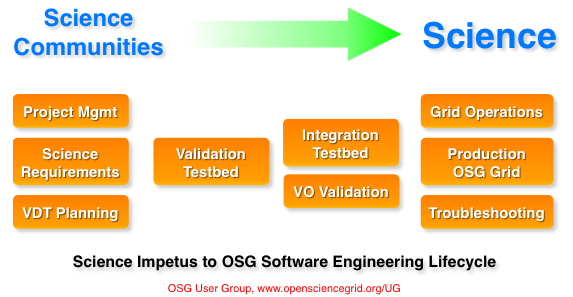 Science
Communities
Science
Project Mgmt
Science
Requirements
VDT Planning
Validation
Testbed
Integration
Testbed
VO Validation
Grid Operations
Production
OSG Grid
Troubleshooting
Science Impetus to OSG Software Engineering Lifecycle
OSG User Group, www.opensciencegrid.org/UG